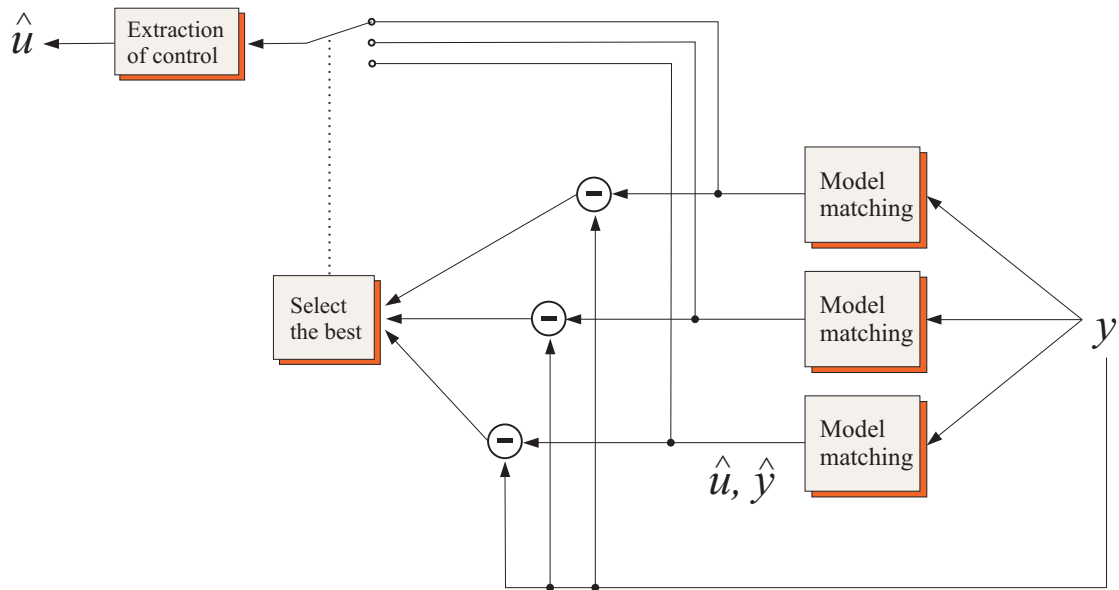 û
Extraction
of control
Model
matching
Select
the best
Model
matching
y
Model
matching
û, ŷ